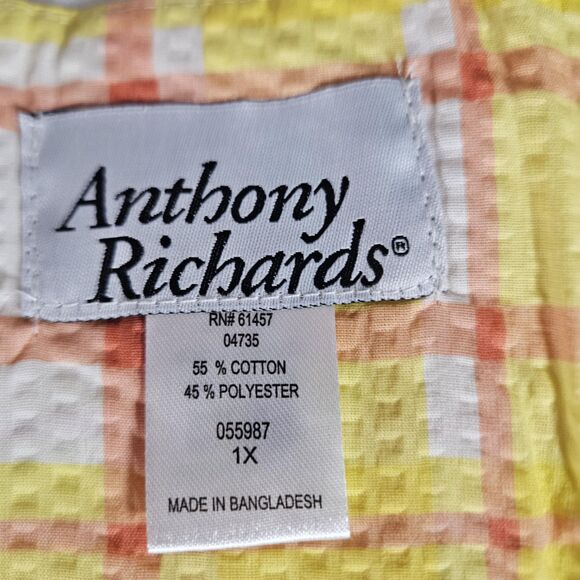 Anthony
Richards®
RN# 61457
04735
55 % COTTON
45 % POLYESTER
055987
1X
MADE IN BANGLADESH